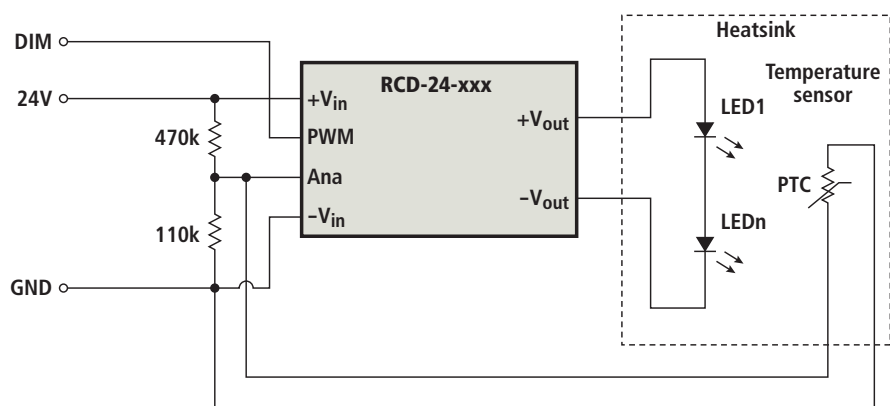 DIM
24V
470k
110k
GND
RCD-24-xxx
+Vin
PWM
Ana
−Vin
+Vout
−Vout
Heatsink
Temperature
sensor
LED1
PTC
LEDn